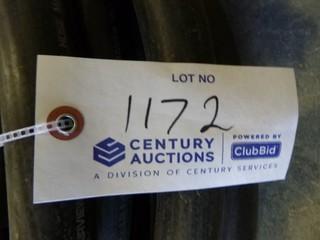 LOT NO
1172
CENTURY AUCTIONS
POWERED BY
ClubBid
A DIVISION OF CENTURY SERVICES